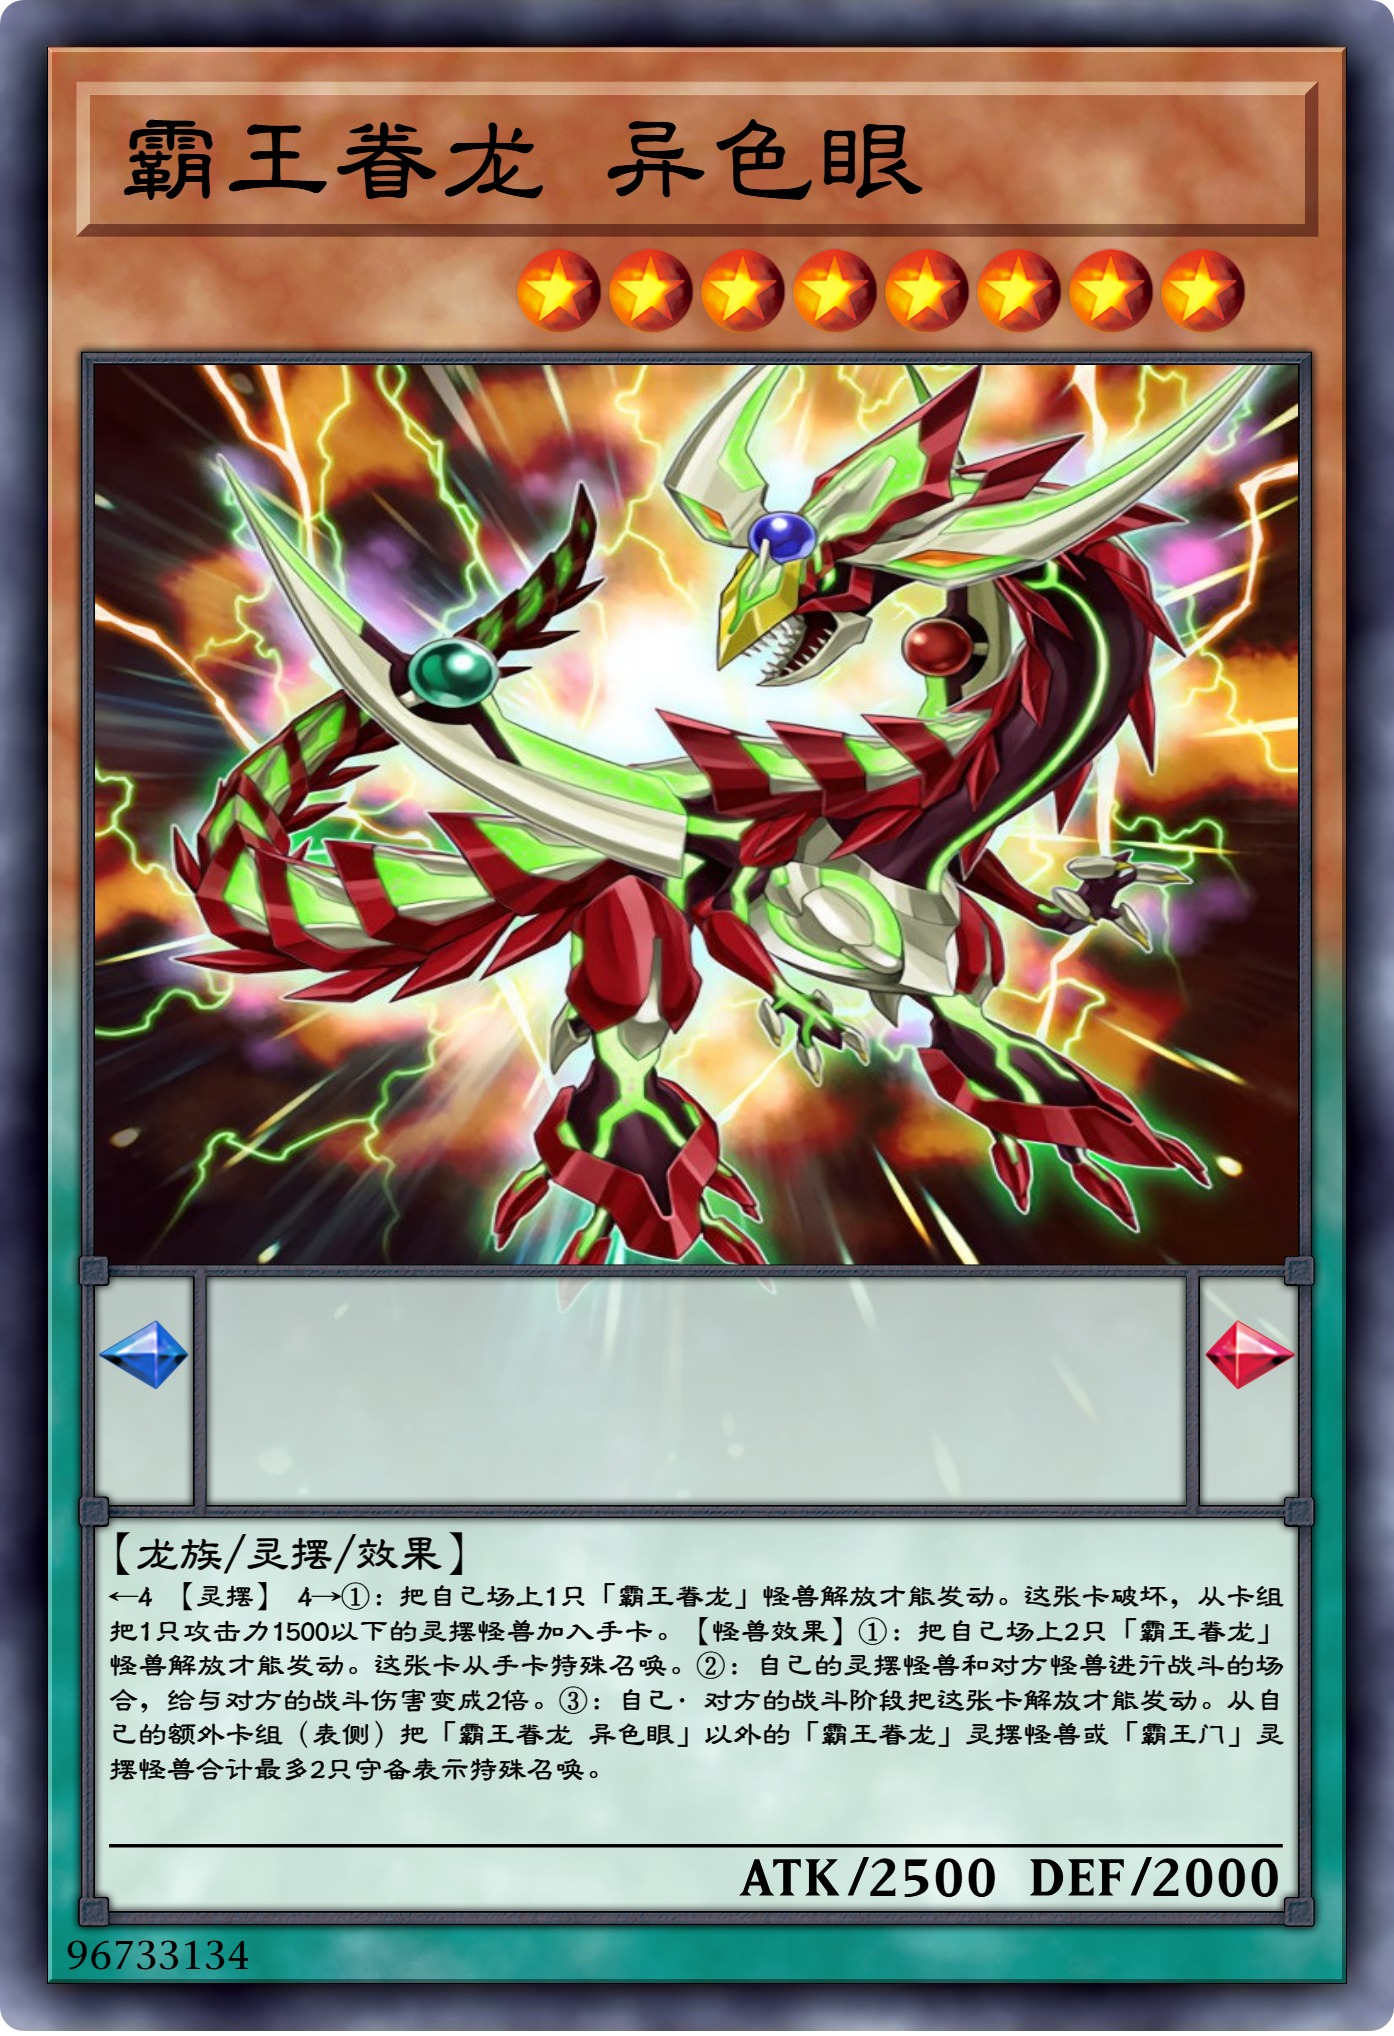 霸王眷龙 异色眼
【龙族/灵摆/效果】
←4 【灵摆】 4→①：把自己场上1只「霸王眷龙」怪兽解放才能发动。这张卡破坏，从卡组
把1只攻击力1500以下的灵摆怪兽加入手卡。【怪兽效果】①：把自己场上2只「霸王眷龙」
怪兽解放才能发动。这张卡从手卡特殊召唤。②：自己的灵摆怪兽和对方怪兽进行战斗的场
合，给与对方的战斗伤害变成2倍。③：自己·对方的战斗阶段把这张卡解放才能发动。从自
己的额外卡组（表侧）把「霸王眷龙 异色眼」以外的「霸王眷龙」灵摆怪兽或「霸王门」灵
摆怪兽合计最多2只守备表示特殊召唤。
ATK/2500 DEF/2000
96733134